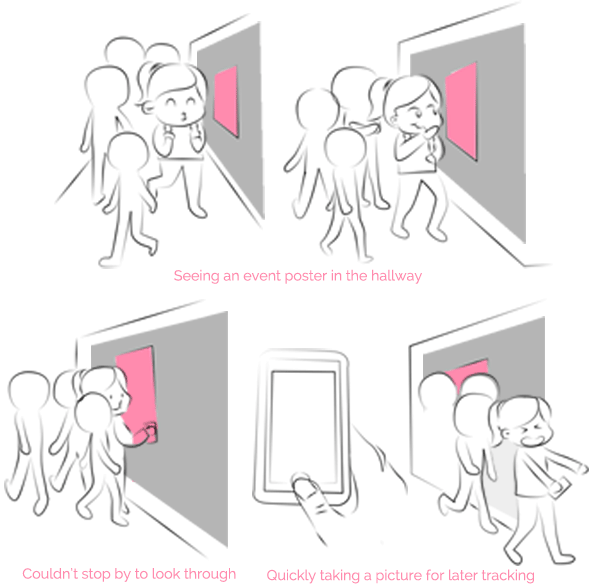 Seeing an event poster in the hallway
Couldn't stop by to look through
Quickly taking a picture for later tracking